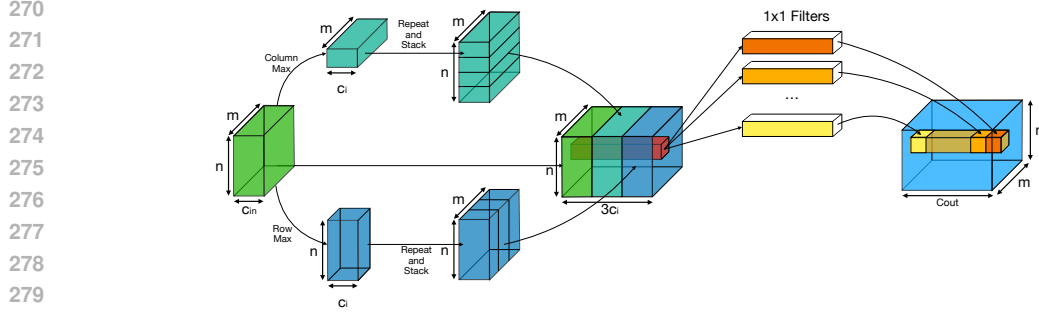 270
271
272
273
274
275
276
277
278
279
m
Repeat
and
Stack
Column
Max
n
Ci
m
n
Cin
Row
Max
n
Ci
m
n
Repeat
and
Stack
m
n
3Ci
1x1 Filters
...
m
Cout